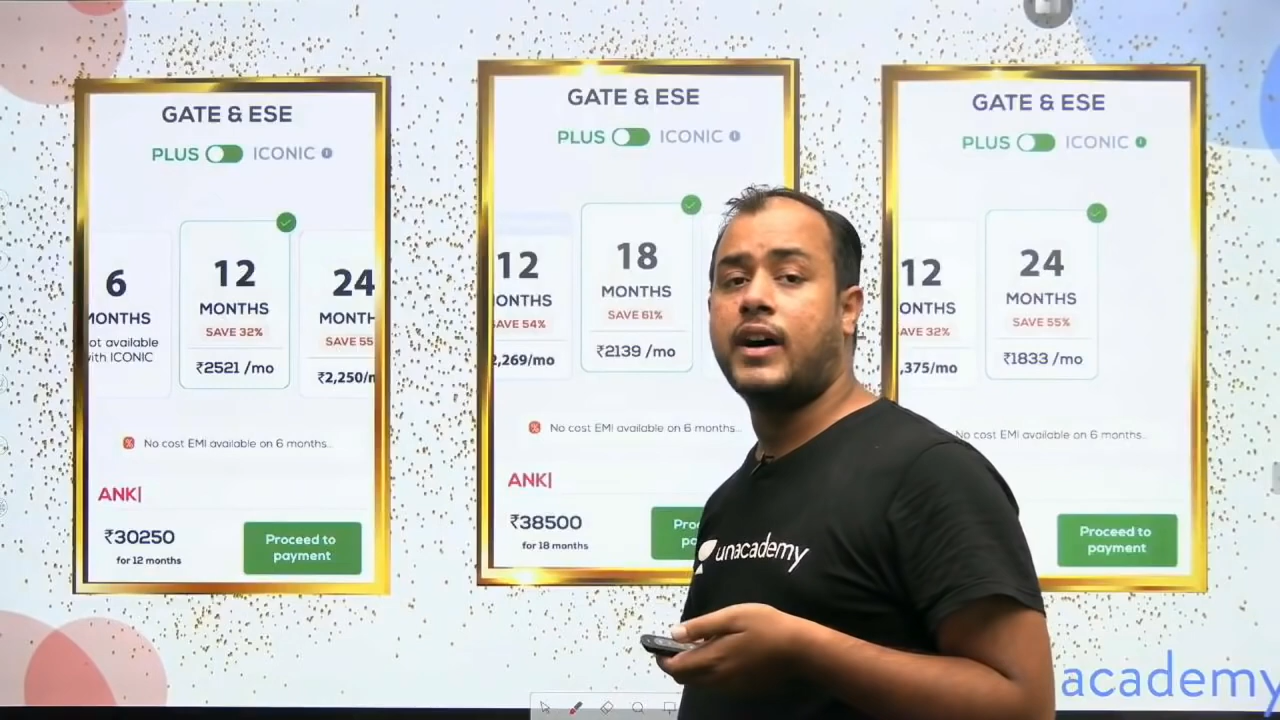 GATE & ESE
PLUS ICONIC
6
MONTHS
ot available
with ICONIC
12
MONTHS
SAVE 32%
₹2521 /mo
24
MONTH
SAVE 55
₹2,250/m
No cost EMI available on 6 months...
ANK|
₹30250
for 12 months
Proceed to
payment
GATE & ESE
PLUS ICONIC
12
ONTHS
AVE 54%
2,269/mo
18
MONTHS
SAVE 61%
₹2139 /mo
No cost EMI available on 6 months...
ANK|
₹38500
for 18 months
Pro
pa
GATE & ESE
PLUS ICONIC
12
ONTHS
AVE 32%
,375/mo
24
MONTHS
SAVE 55%
₹1833 /mo
No cost EMI available on 6 months...
Proceed to
payment
unacademy
academy